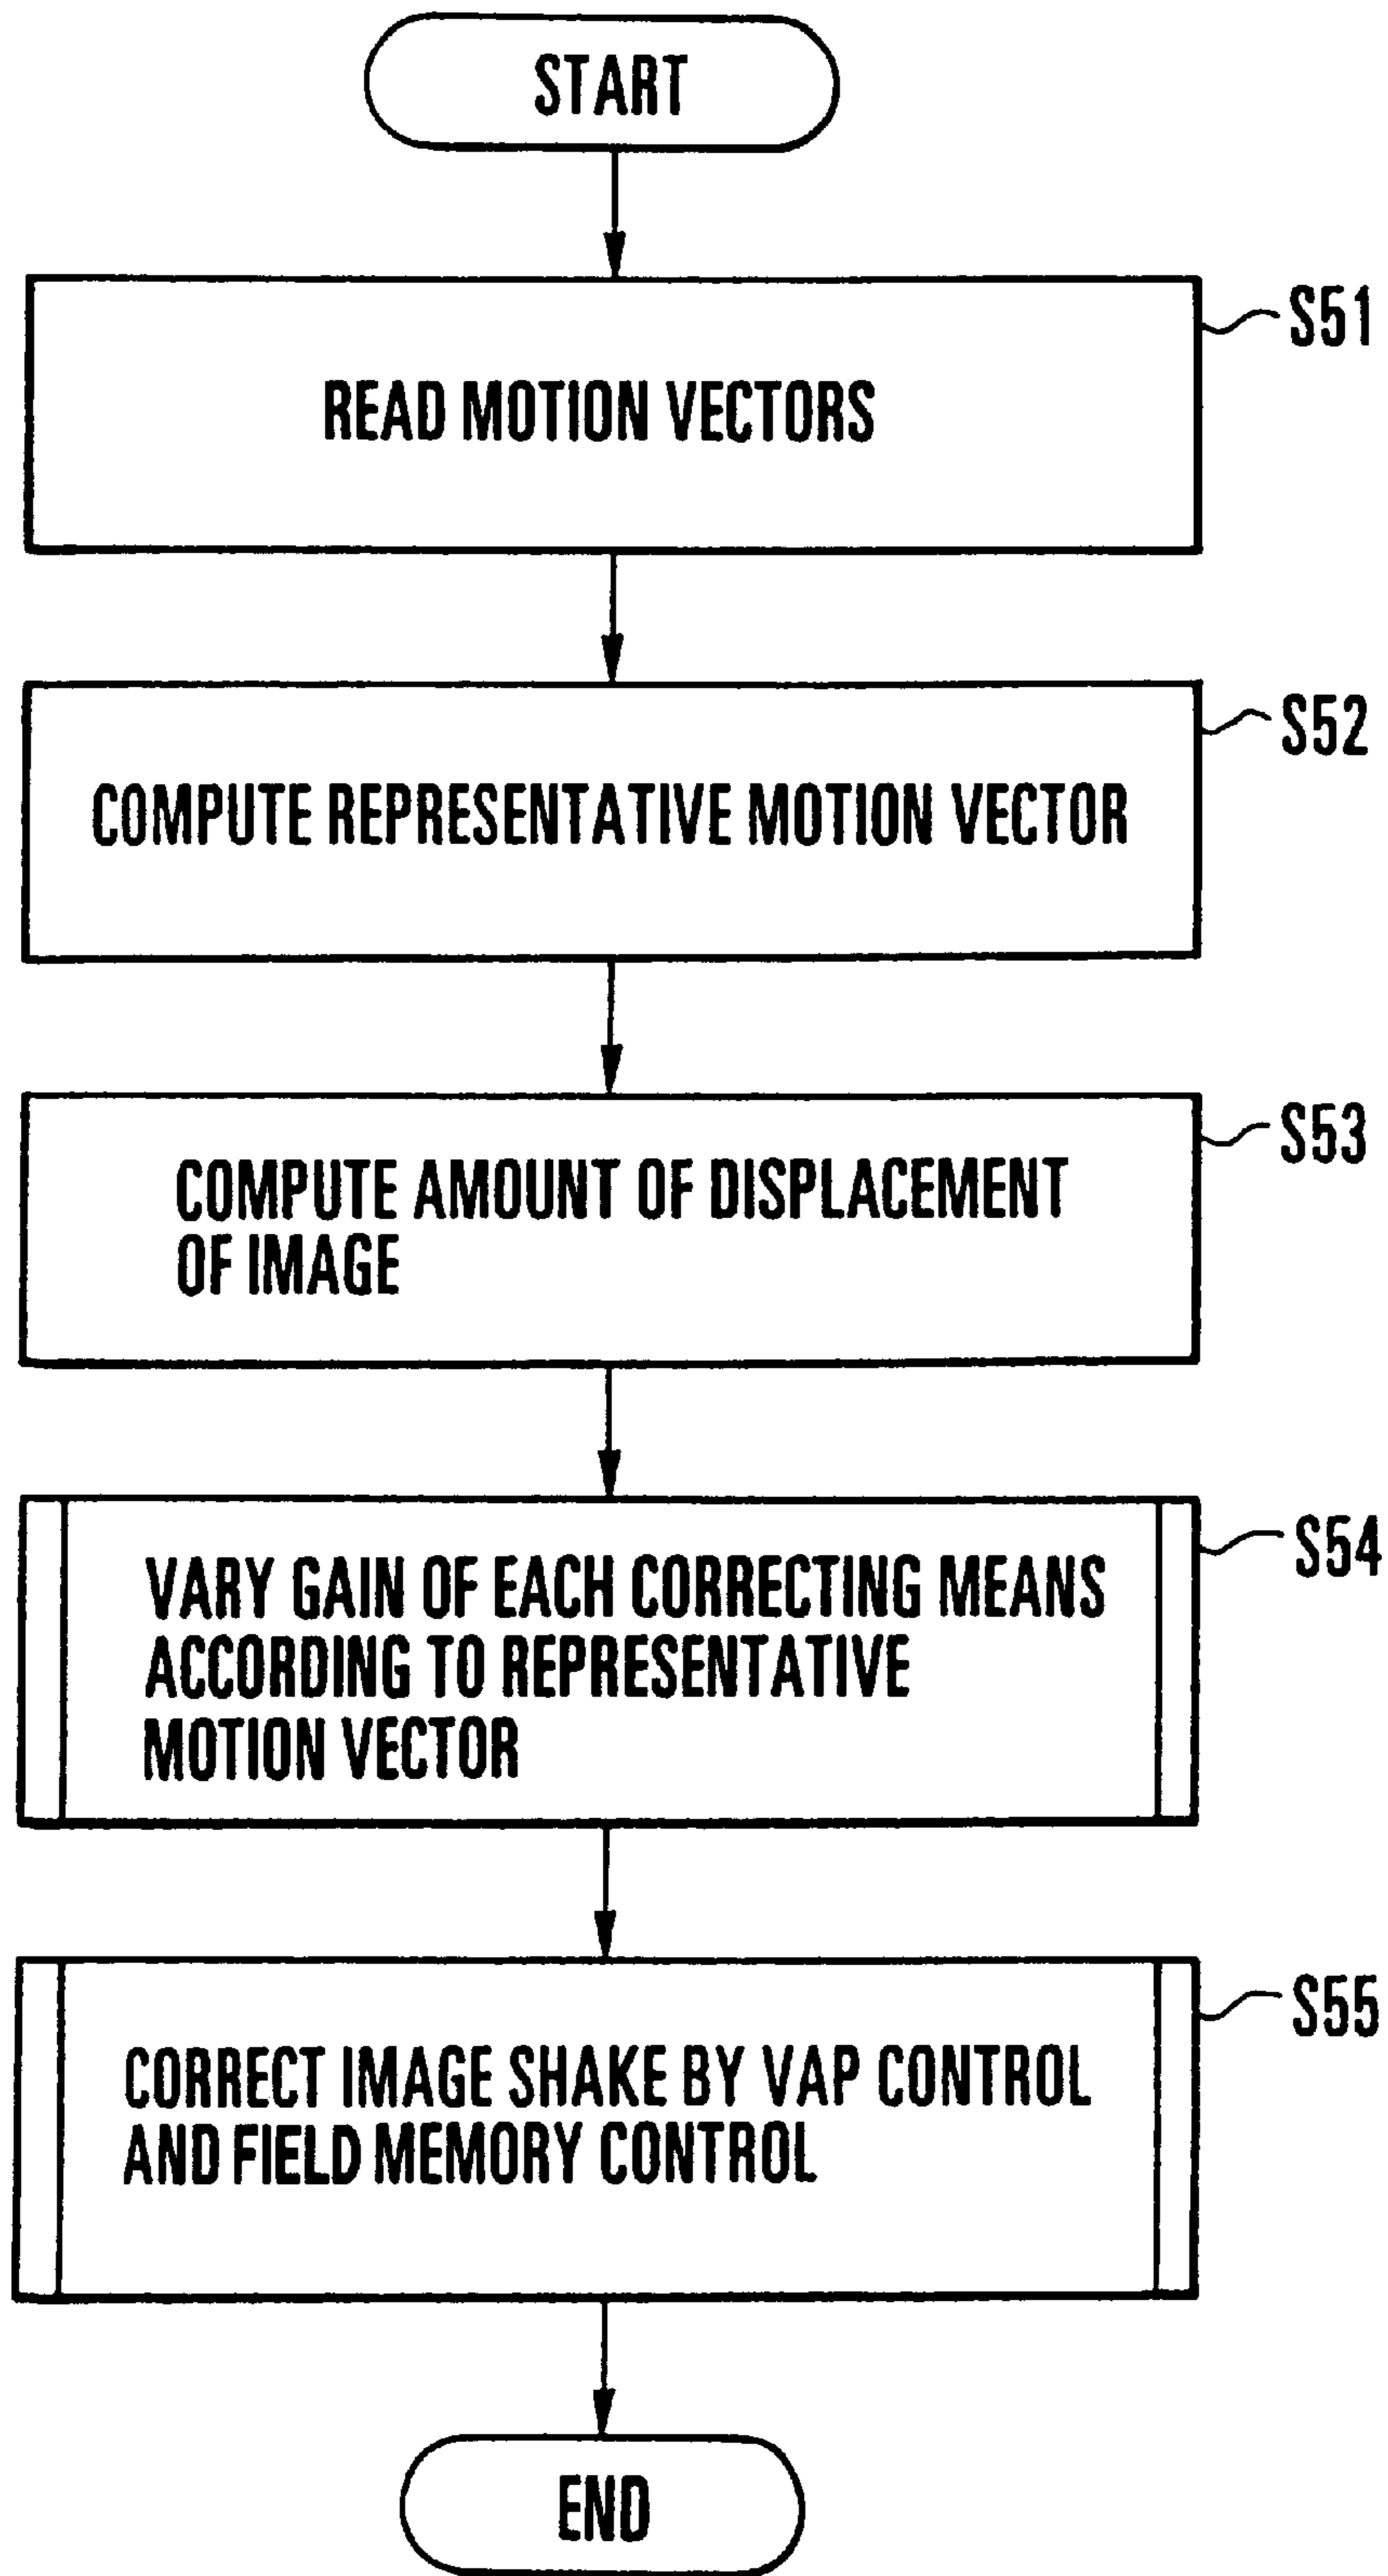 START
S51
READ MOTION VECTORS
S52
COMPUTE REPRESENTATIVE MOTION VECTOR
S53
COMPUTE AMOUNT OF DISPLACEMENT
OF IMAGE
S54
VARY GAIN OF EACH CORRECTING MEANS
ACCORDING TO REPRESENTATIVE
MOTION VECTOR
S55
CORRECT IMAGE SHAKE BY VAP CONTROL
AND FIELD MEMORY CONTROL
END